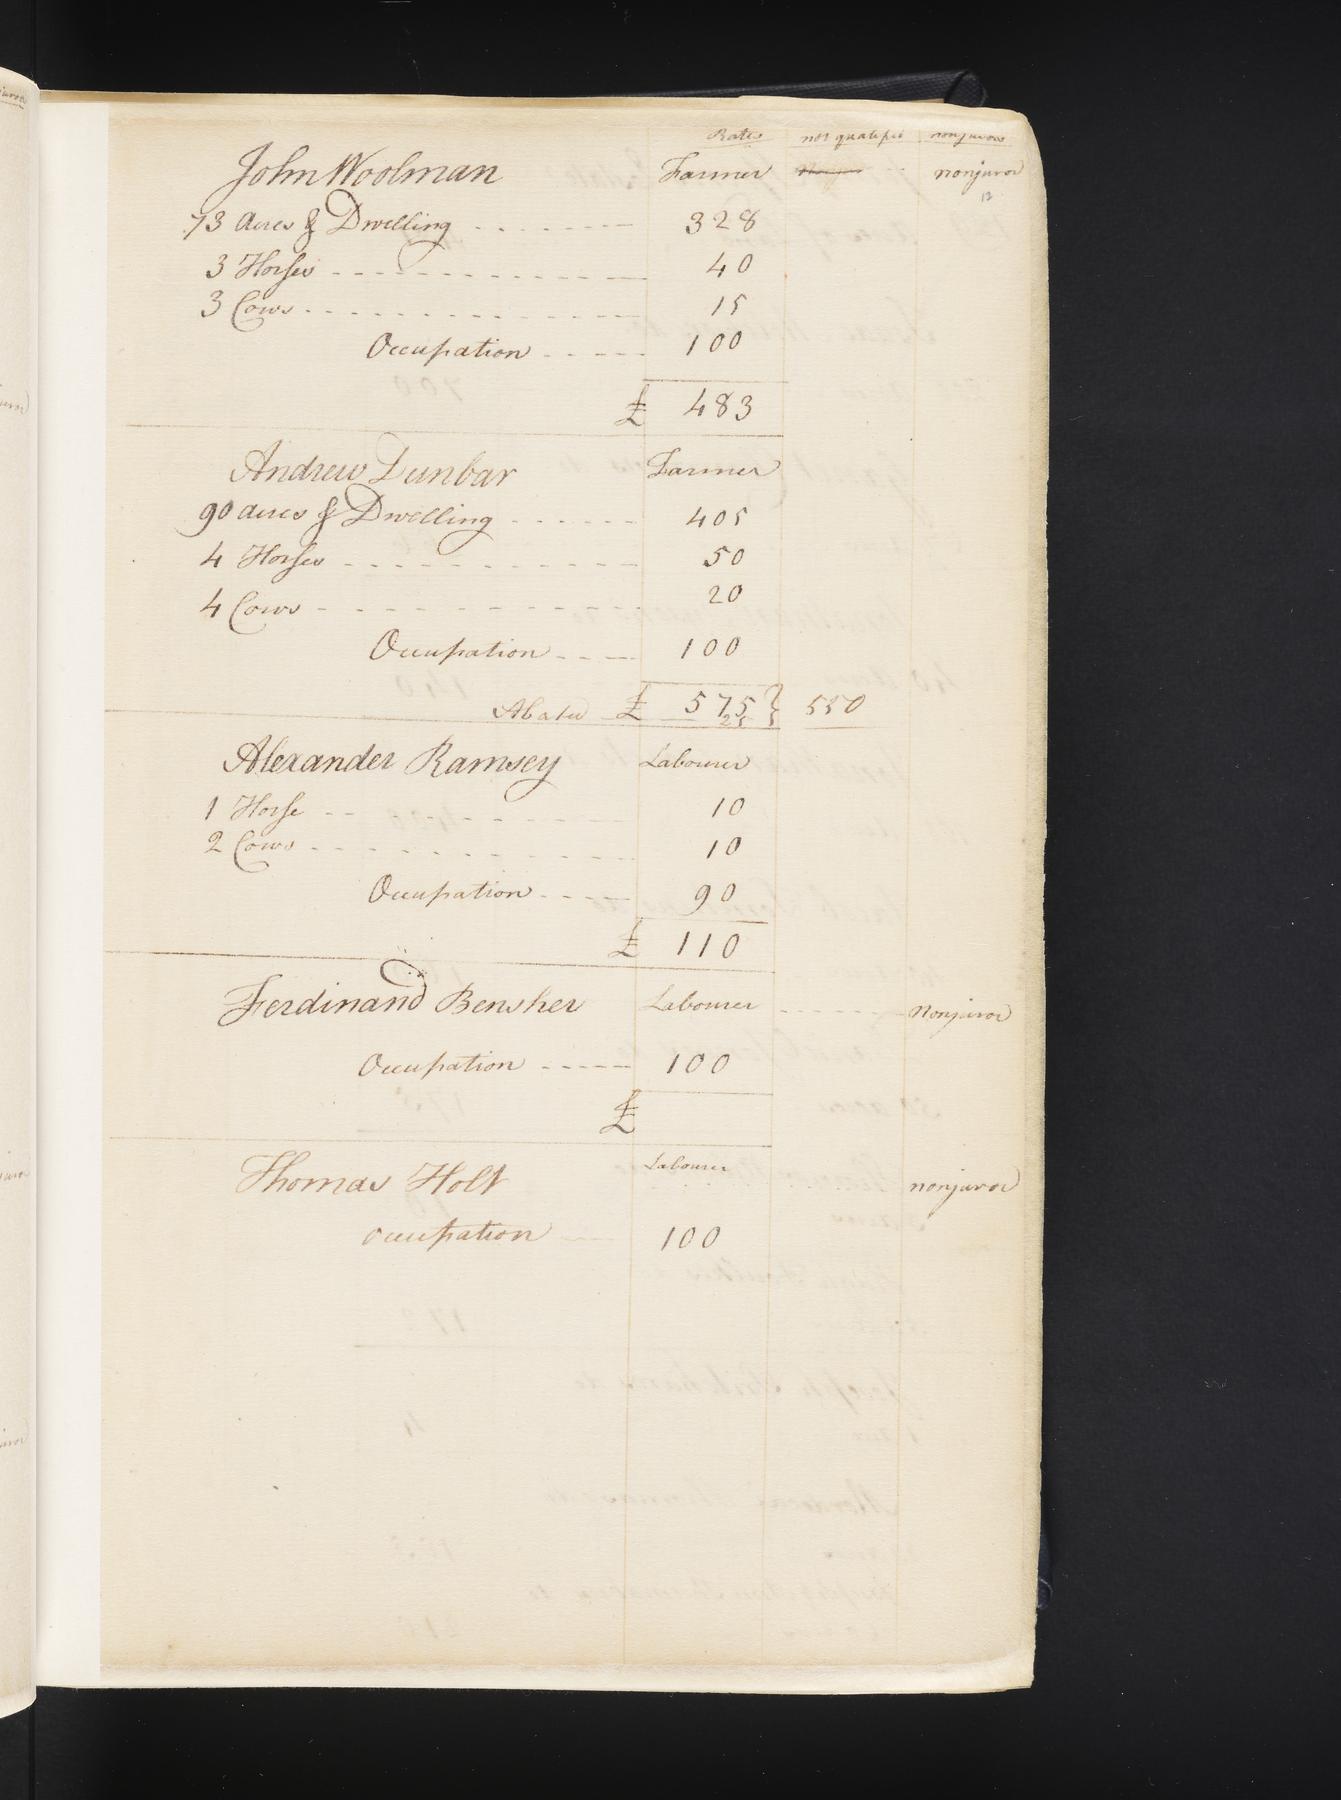 Rates not qualified nonjurors
John Woolman Farmer nonjuror
12
73 acres & Dwelling 328
3 Horses 40
3 Cows 15
Occupation 100
£ 483
Andrew Dunbar Farmer
90 acres & Dwelling 405
4 Horses 50
4 Cows 20
Occupation 100
Abated £ 575 } 550
25
Alexander Ramsey Labourer
1 Horse 10
2 Cows 10
Occupation 90
£ 110
Ferdinand Bensher Labourer Nonjuror
Occupation 100
£
Thomas Holt Labourer nonjuror
occupation 100